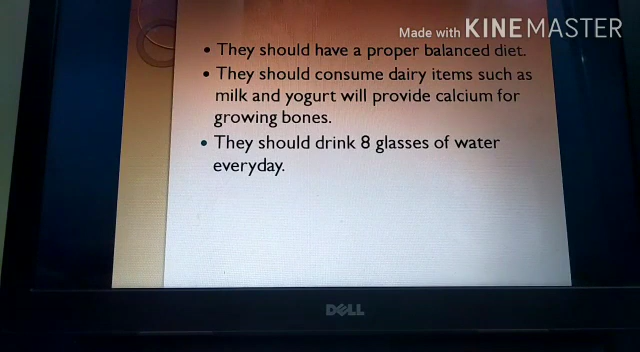 Made with KINEMASTER
• They should have a proper balanced diet.
• They should consume dairy items such as
milk and yogurt will provide calcium for
growing bones.
• They should drink 8 glasses of water
everyday.
DELL